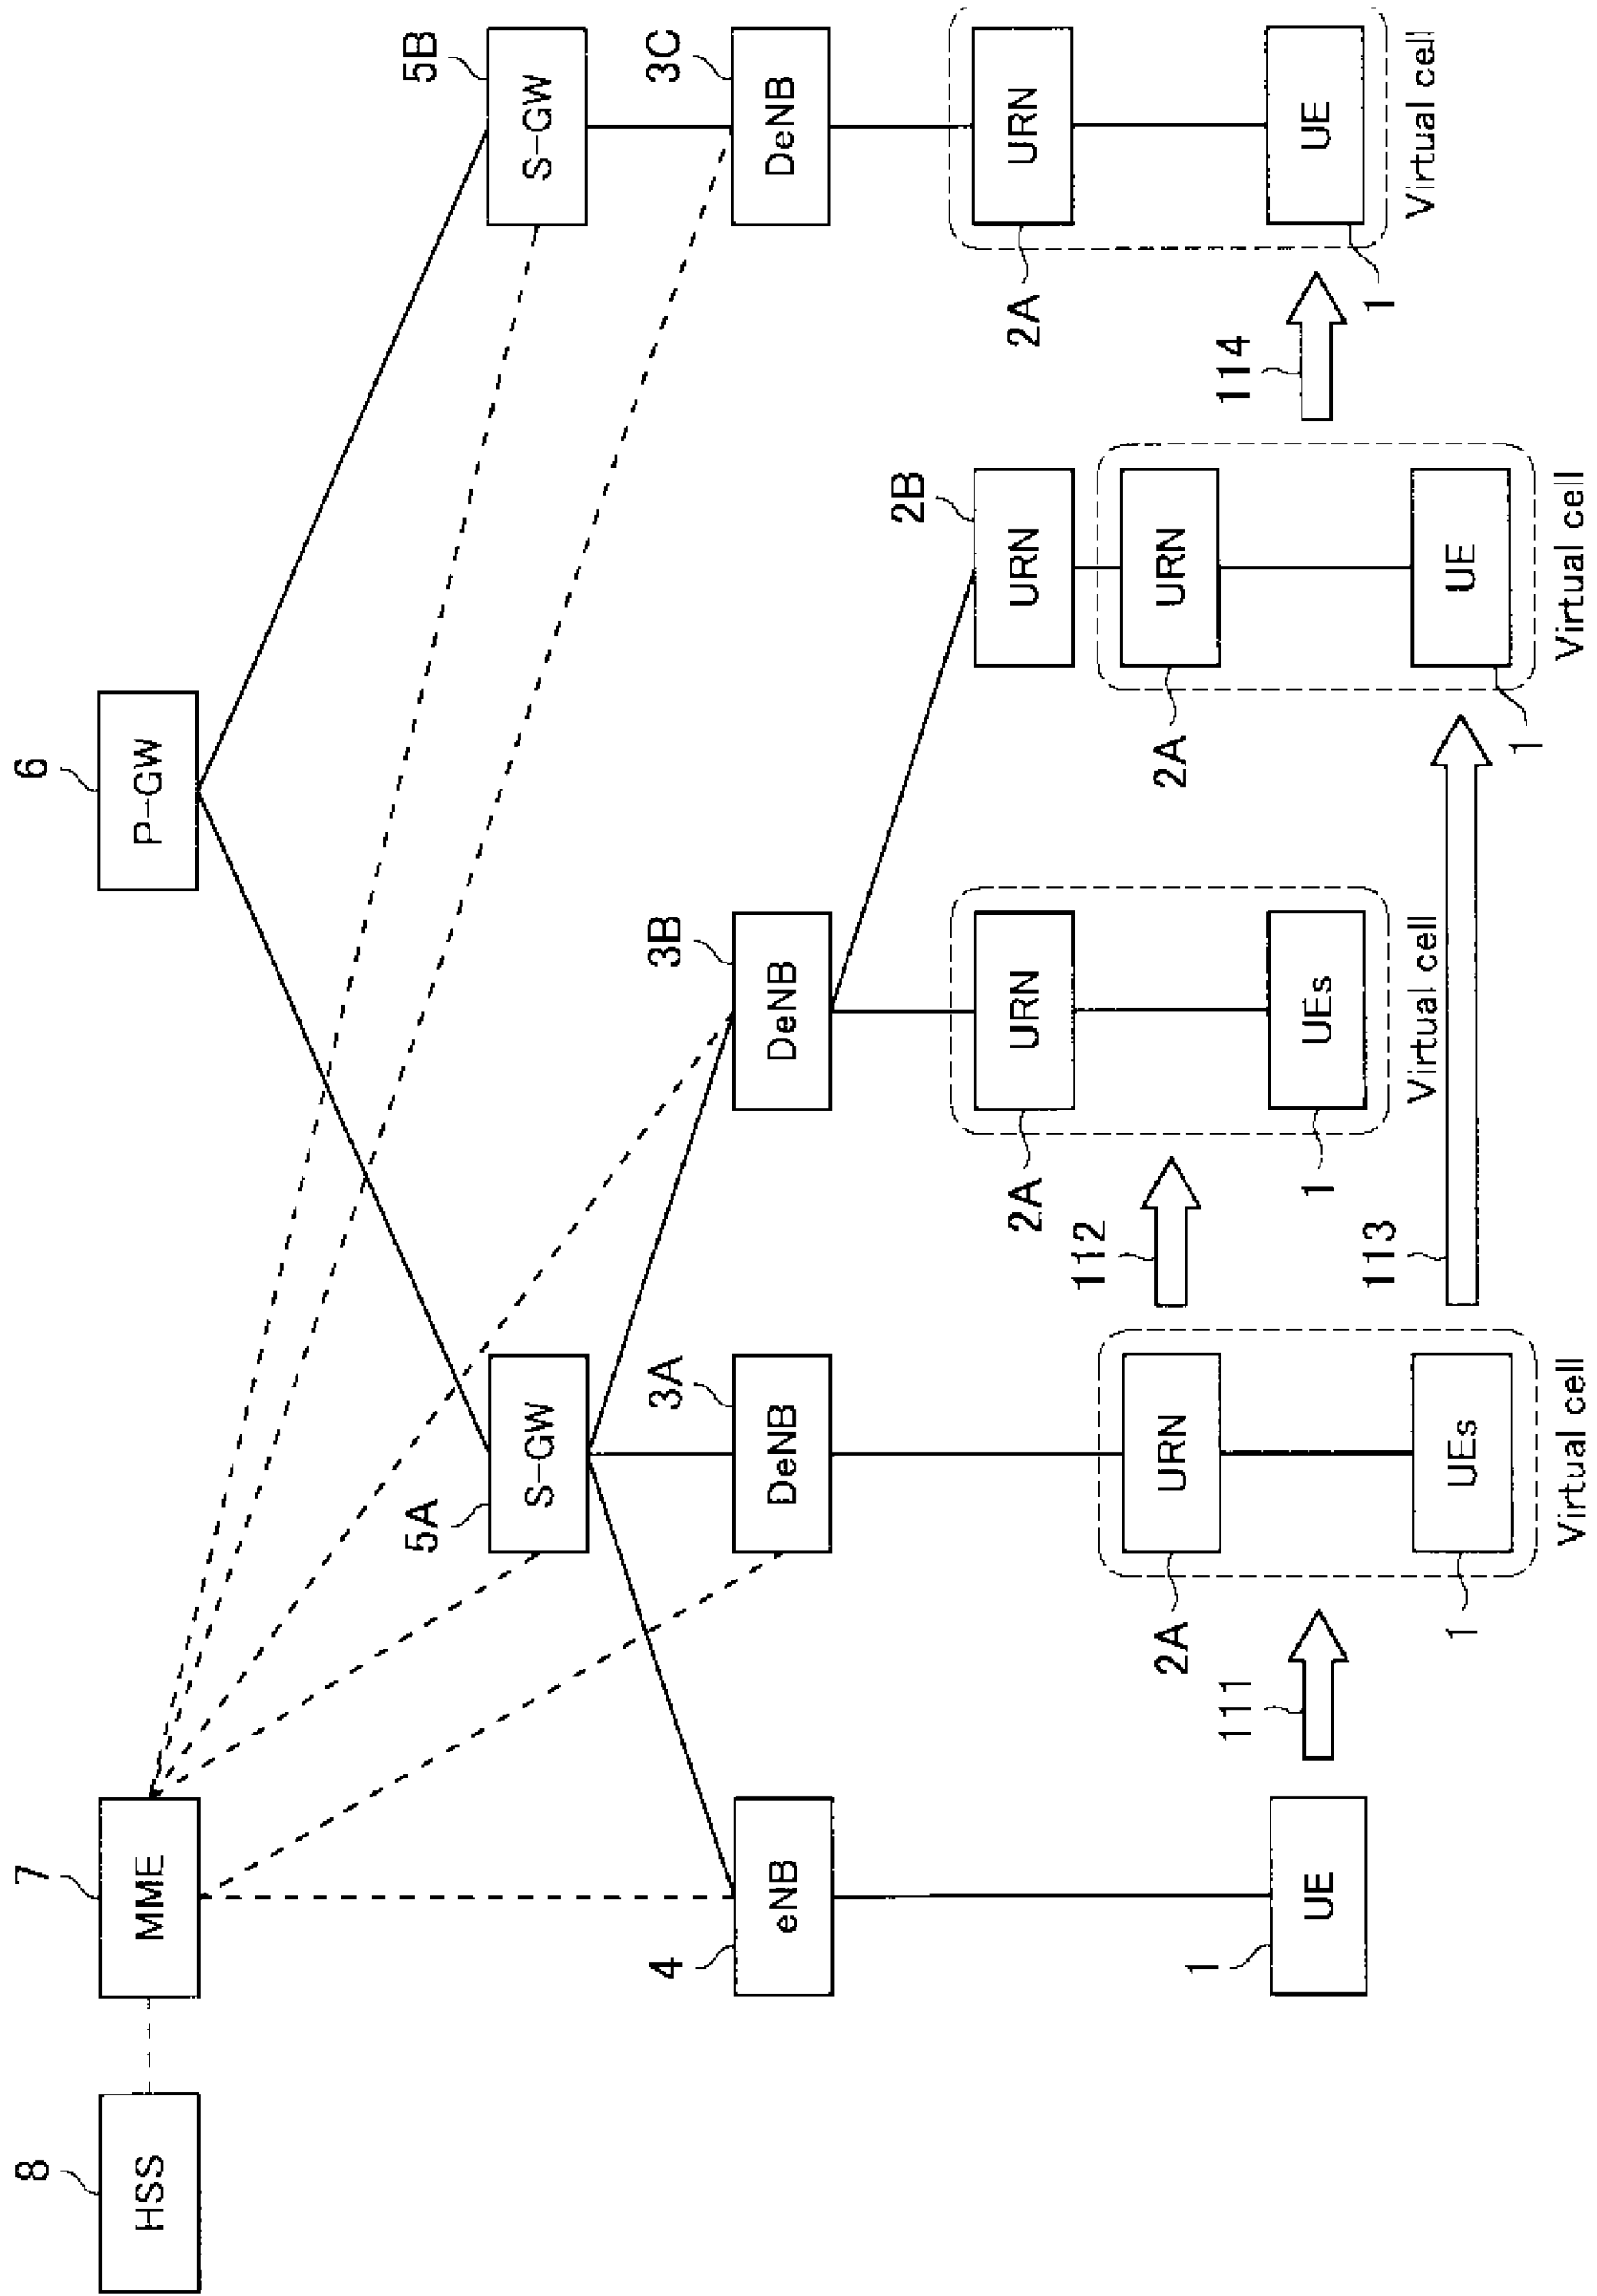 8
HSS
7
MME
6
P-GW
5A
S-GW
5B
S-GW
4
eNB
3A
DeNB
3B
DeNB
3C
DeNB
1
UE
111
2A
URN
UEs
1
Virtual cell
112
113
2A
URN
UEs
1
Virtual cell
2B
URN
2A
URN
UE
1
Virtual cell
114
2A
URN
UE
1
Virtual cell